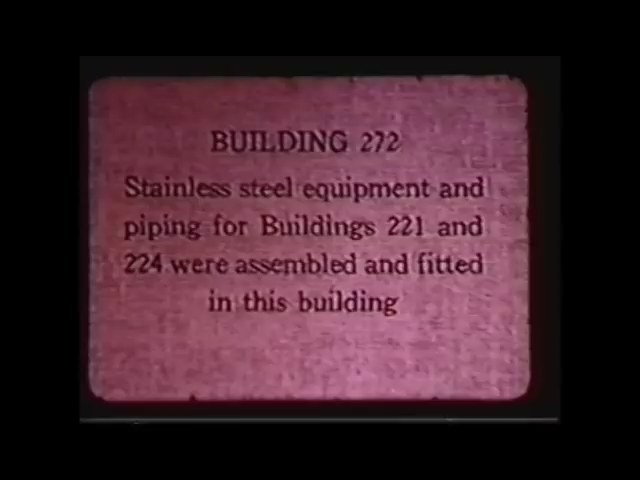 BUILDING 272
Stainless steel equipment and
piping for Buildings 221 and
224 were assembled and fitted
in this building